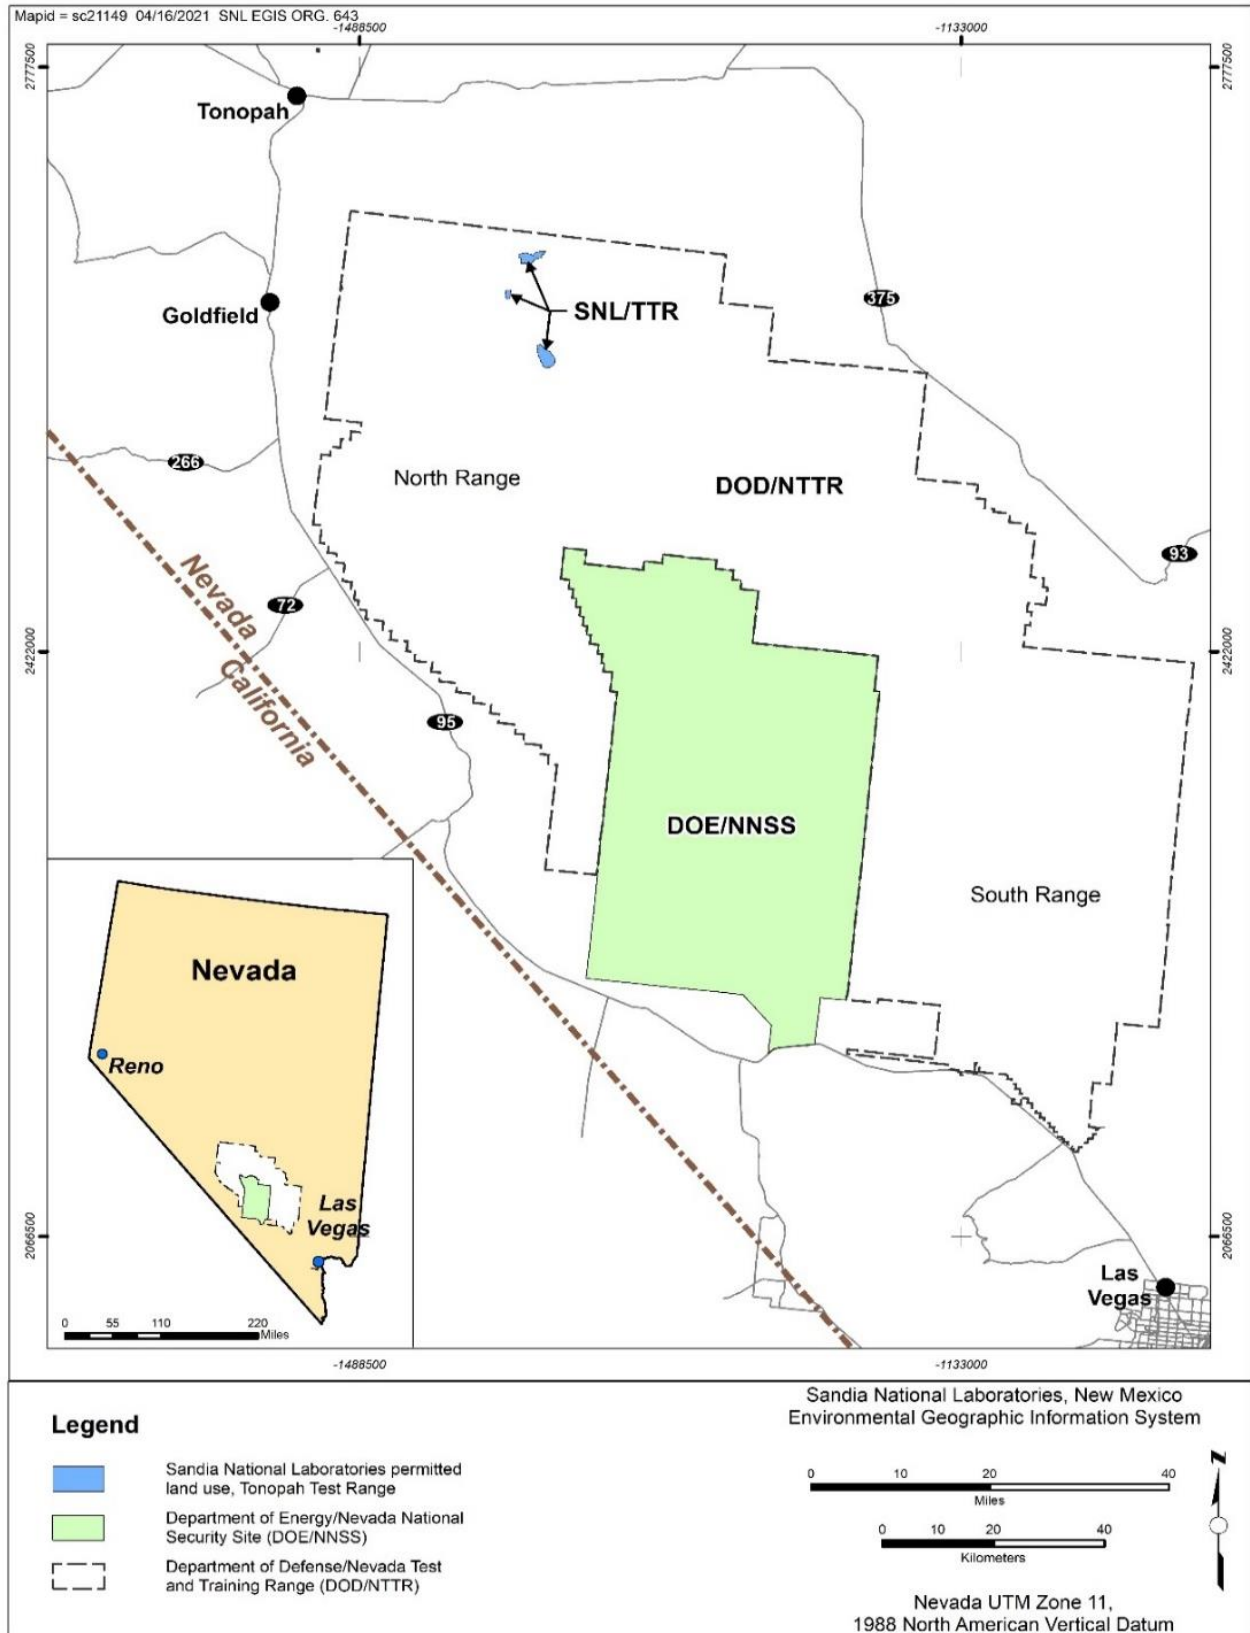 Mapid = sc21149 04/16/2021 SNL EGIS ORG. 643
-1488500
-1133000
2777500
2777500
Tonopah
SNL/TTR
375
Goldfield
266
North Range
DOD/NTTR
93
Nevada
72
California
2422000
2422000
95
DOE/NNSS
South Range
Nevada
Reno
Las
Vegas
2066500
2066500
Las
Vegas
0 55 110 220
Miles
-1488500
-1133000
Legend
Sandia National Laboratories permitted
land use, Tonopah Test Range
Department of Energy/Nevada National
Security Site (DOE/NNSS)
Department of Defense/Nevada Test
and Training Range (DOD/NTTR)
Sandia National Laboratories, New Mexico
Environmental Geographic Information System
0 10 20 40
Miles
0 10 20 40
Kilometers
N
Nevada UTM Zone 11,
1988 North American Vertical Datum